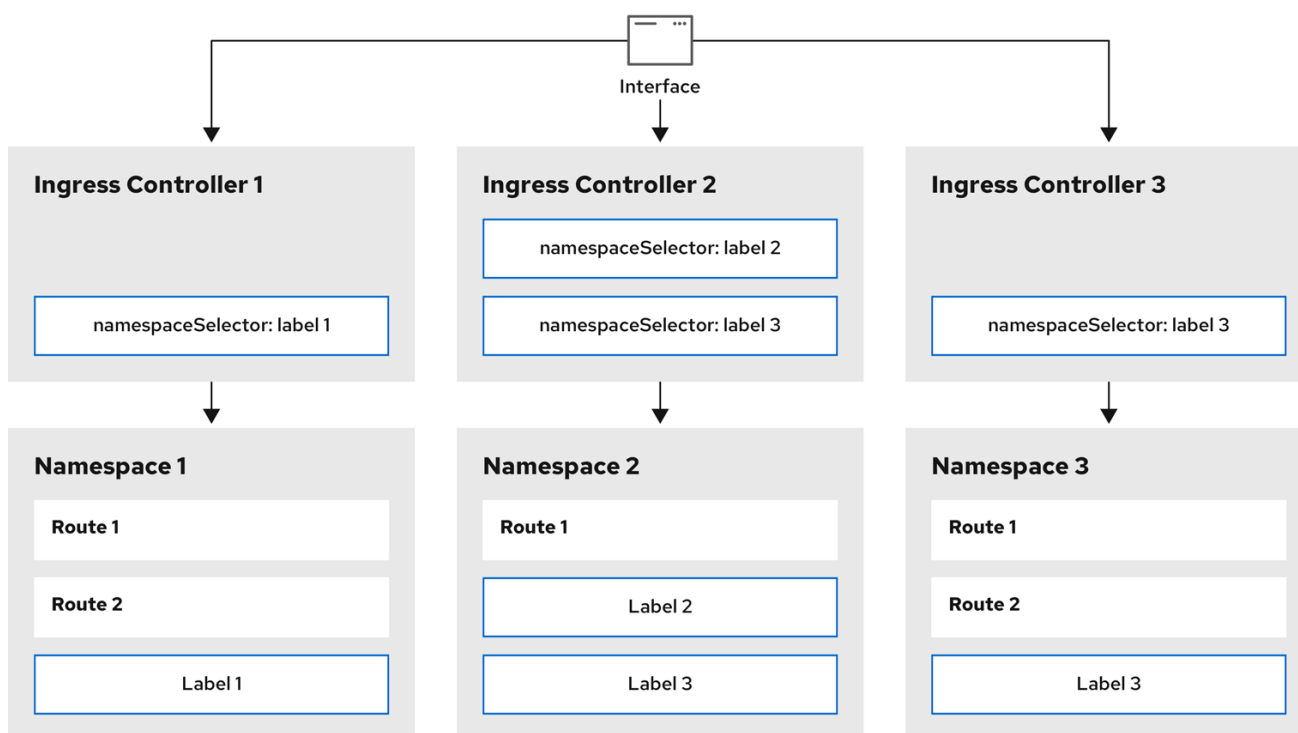 Interface
Ingress Controller 1
namespaceSelector: label 1
Ingress Controller 2
namespaceSelector: label 2
namespaceSelector: label 3
Ingress Controller 3
namespaceSelector: label 3
Namespace 1
Route 1
Route 2
Label 1
Namespace 2
Route 1
Label 2
Label 3
Namespace 3
Route 1
Route 2
Label 3